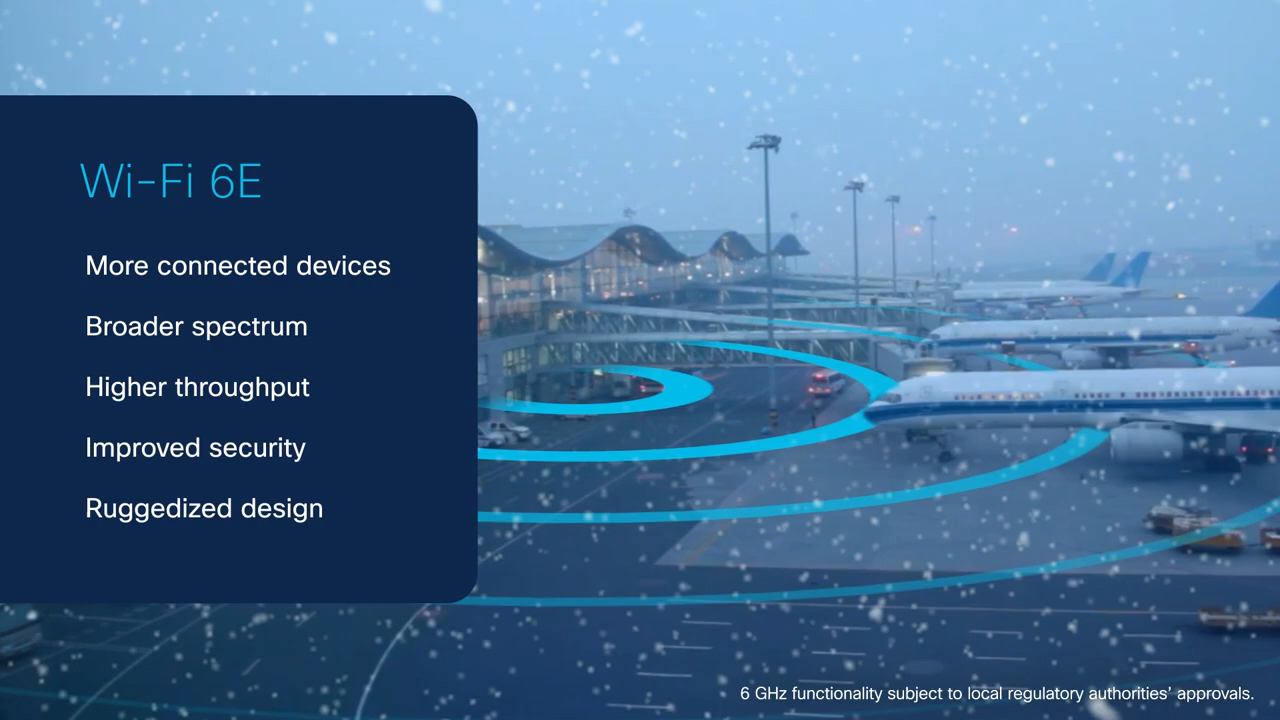 Wi-Fi 6E
More connected devices
Broader spectrum
Higher throughput
Improved security
Ruggedized design
6 GHz functionality subject to local regulatory authorities' approvals.